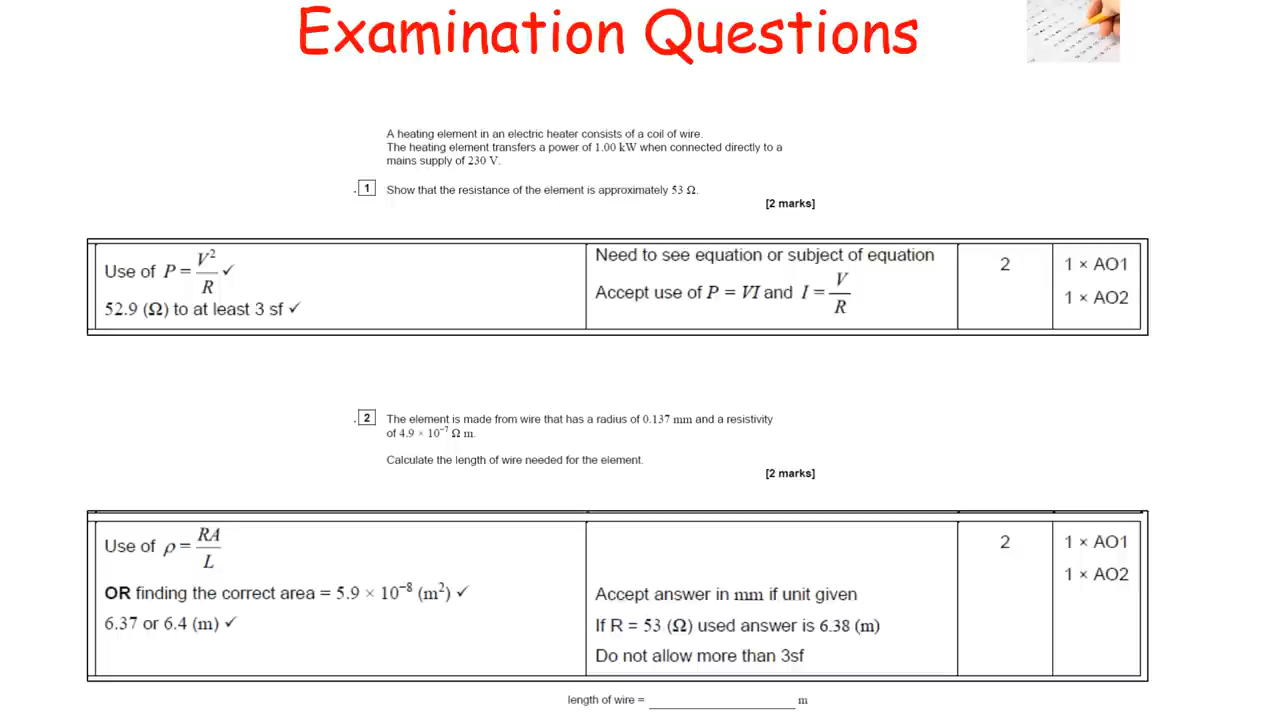 Examination Questions
A heating element in an electric heater consists of a coil of wire.
The heating element transfers a power of 1.00 kW when connected directly to a
mains supply of 230 V.
. 1 Show that the resistance of the element is approximately 53 Ω.
[2 marks]
Use of P = V²/R ✓
52.9 (Ω) to at least 3 sf ✓
Need to see equation or subject of equation
Accept use of P = VI and I = V/R
2
1 × AO1
1 × AO2
. 2 The element is made from wire that has a radius of 0.137 mm and a resistivity
of 4.9 × 10⁻⁷ Ω m.
Calculate the length of wire needed for the element.
[2 marks]
Use of ρ = RA/L
OR finding the correct area = 5.9 × 10⁻⁸ (m²) ✓
6.37 or 6.4 (m) ✓
Accept answer in mm if unit given
If R = 53 (Ω) used answer is 6.38 (m)
Do not allow more than 3sf
2
1 × AO1
1 × AO2
length of wire = ____________________ m